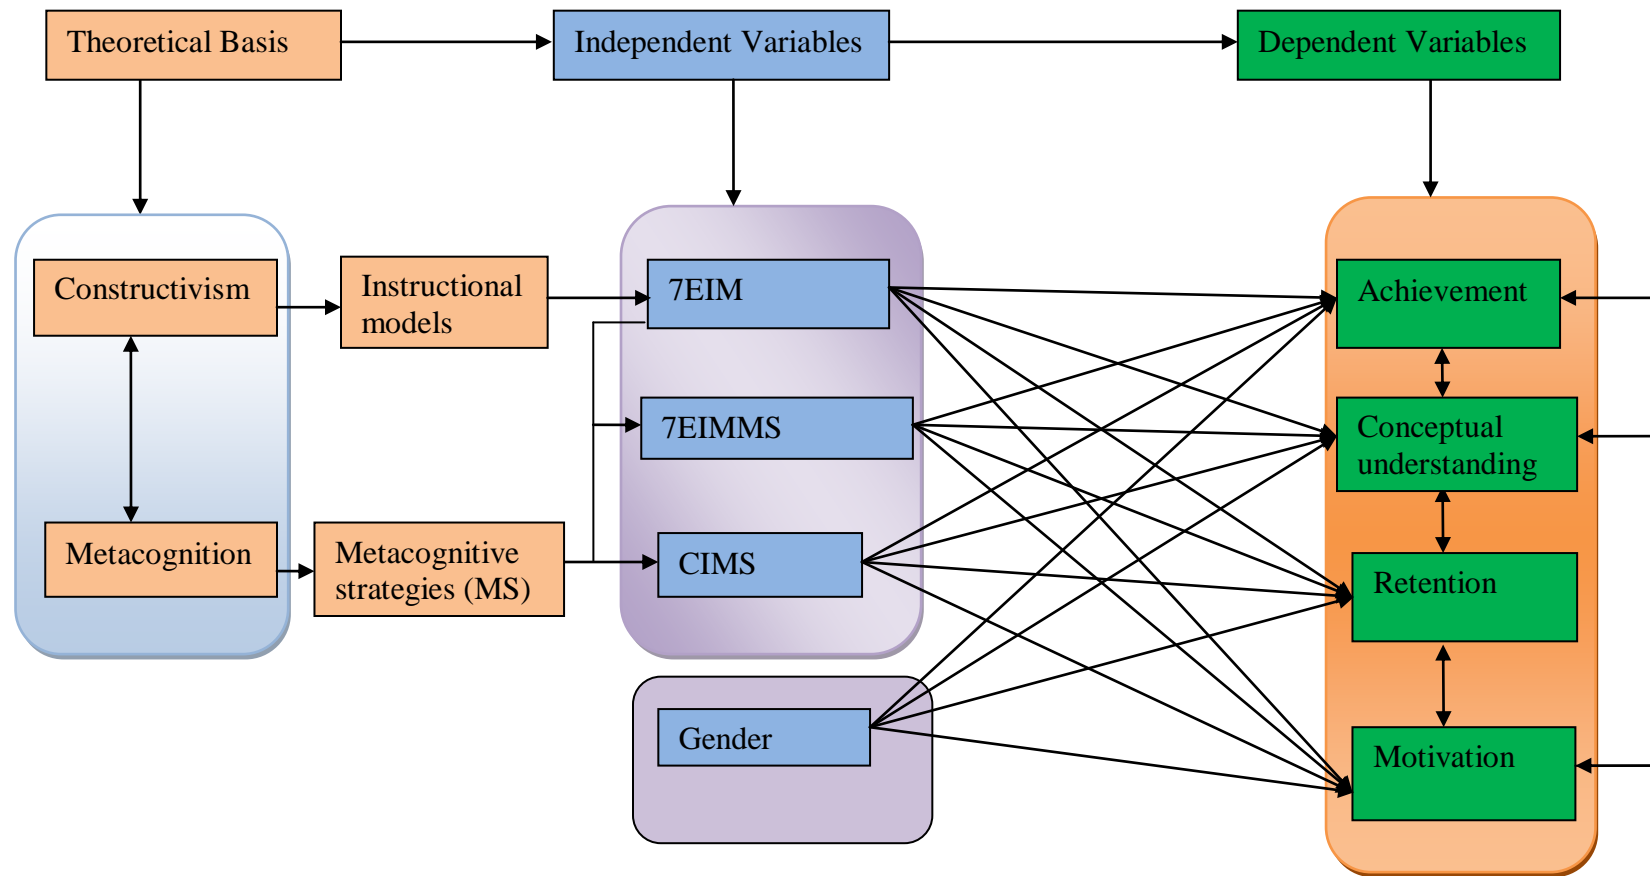 Theoretical Basis
Independent Variables
Dependent Variables
Constructivism
Instructional
models
7EIM
Achievement
7EIMMS
Conceptual
understanding
Metacognition
Metacognitive
strategies (MS)
CIMS
Retention
Gender
Motivation